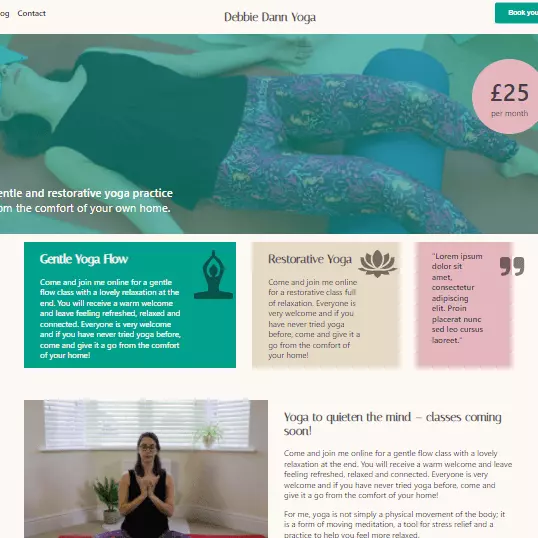 og Contact
Debbie Dann Yoga
Book you
£25
per month
entle and restorative yoga practice
om the comfort of your own home.
Gentle Yoga Flow
Come and join me online for a gentle
flow class with a lovely relaxation at the
end. You will receive a warm welcome
and leave feeling refreshed, relaxed and
connected. Everyone is very welcome
and if you have never tried yoga before,
come and give it a go from the comfort
of your home!
Restorative Yoga
Come and join me online
for a restorative class full
of relaxation. Everyone is
very welcome and if you
have never tried yoga
before, come and give it a
go from the comfort of
your home!
"Lorem ipsum
dolor sit
amet,
consectetur
adipiscing
elit. Proin
placerat nunc
sed leo cursus
laoreet."
Yoga to quieten the mind – classes coming
soon!
Come and join me online for a gentle flow class with a lovely
relaxation at the end. You will receive a warm welcome and leave
feeling refreshed, relaxed and connected. Everyone is very
welcome and if you have never tried yoga before, come and
give it a go from the comfort of your home!
For me, yoga is not simply a physical movement of the body; it
is a form of moving meditation, a tool for stress relief and a
practice to help you feel more relaxed.